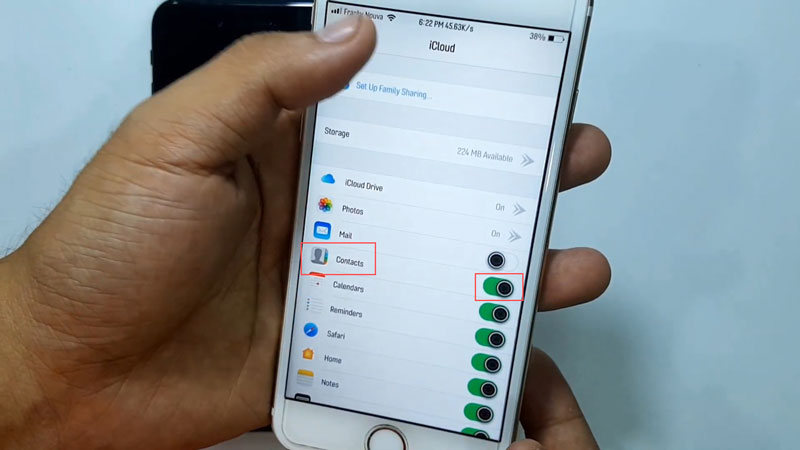 Frashy Nouva 6:22 PM 45.63K/s 38%
iCloud
Set Up Family Sharing...
Storage 224 MB Available
iCloud Drive On
Photos On
Mail
Contacts
Calendars
Reminders
Safari
Home
Notes